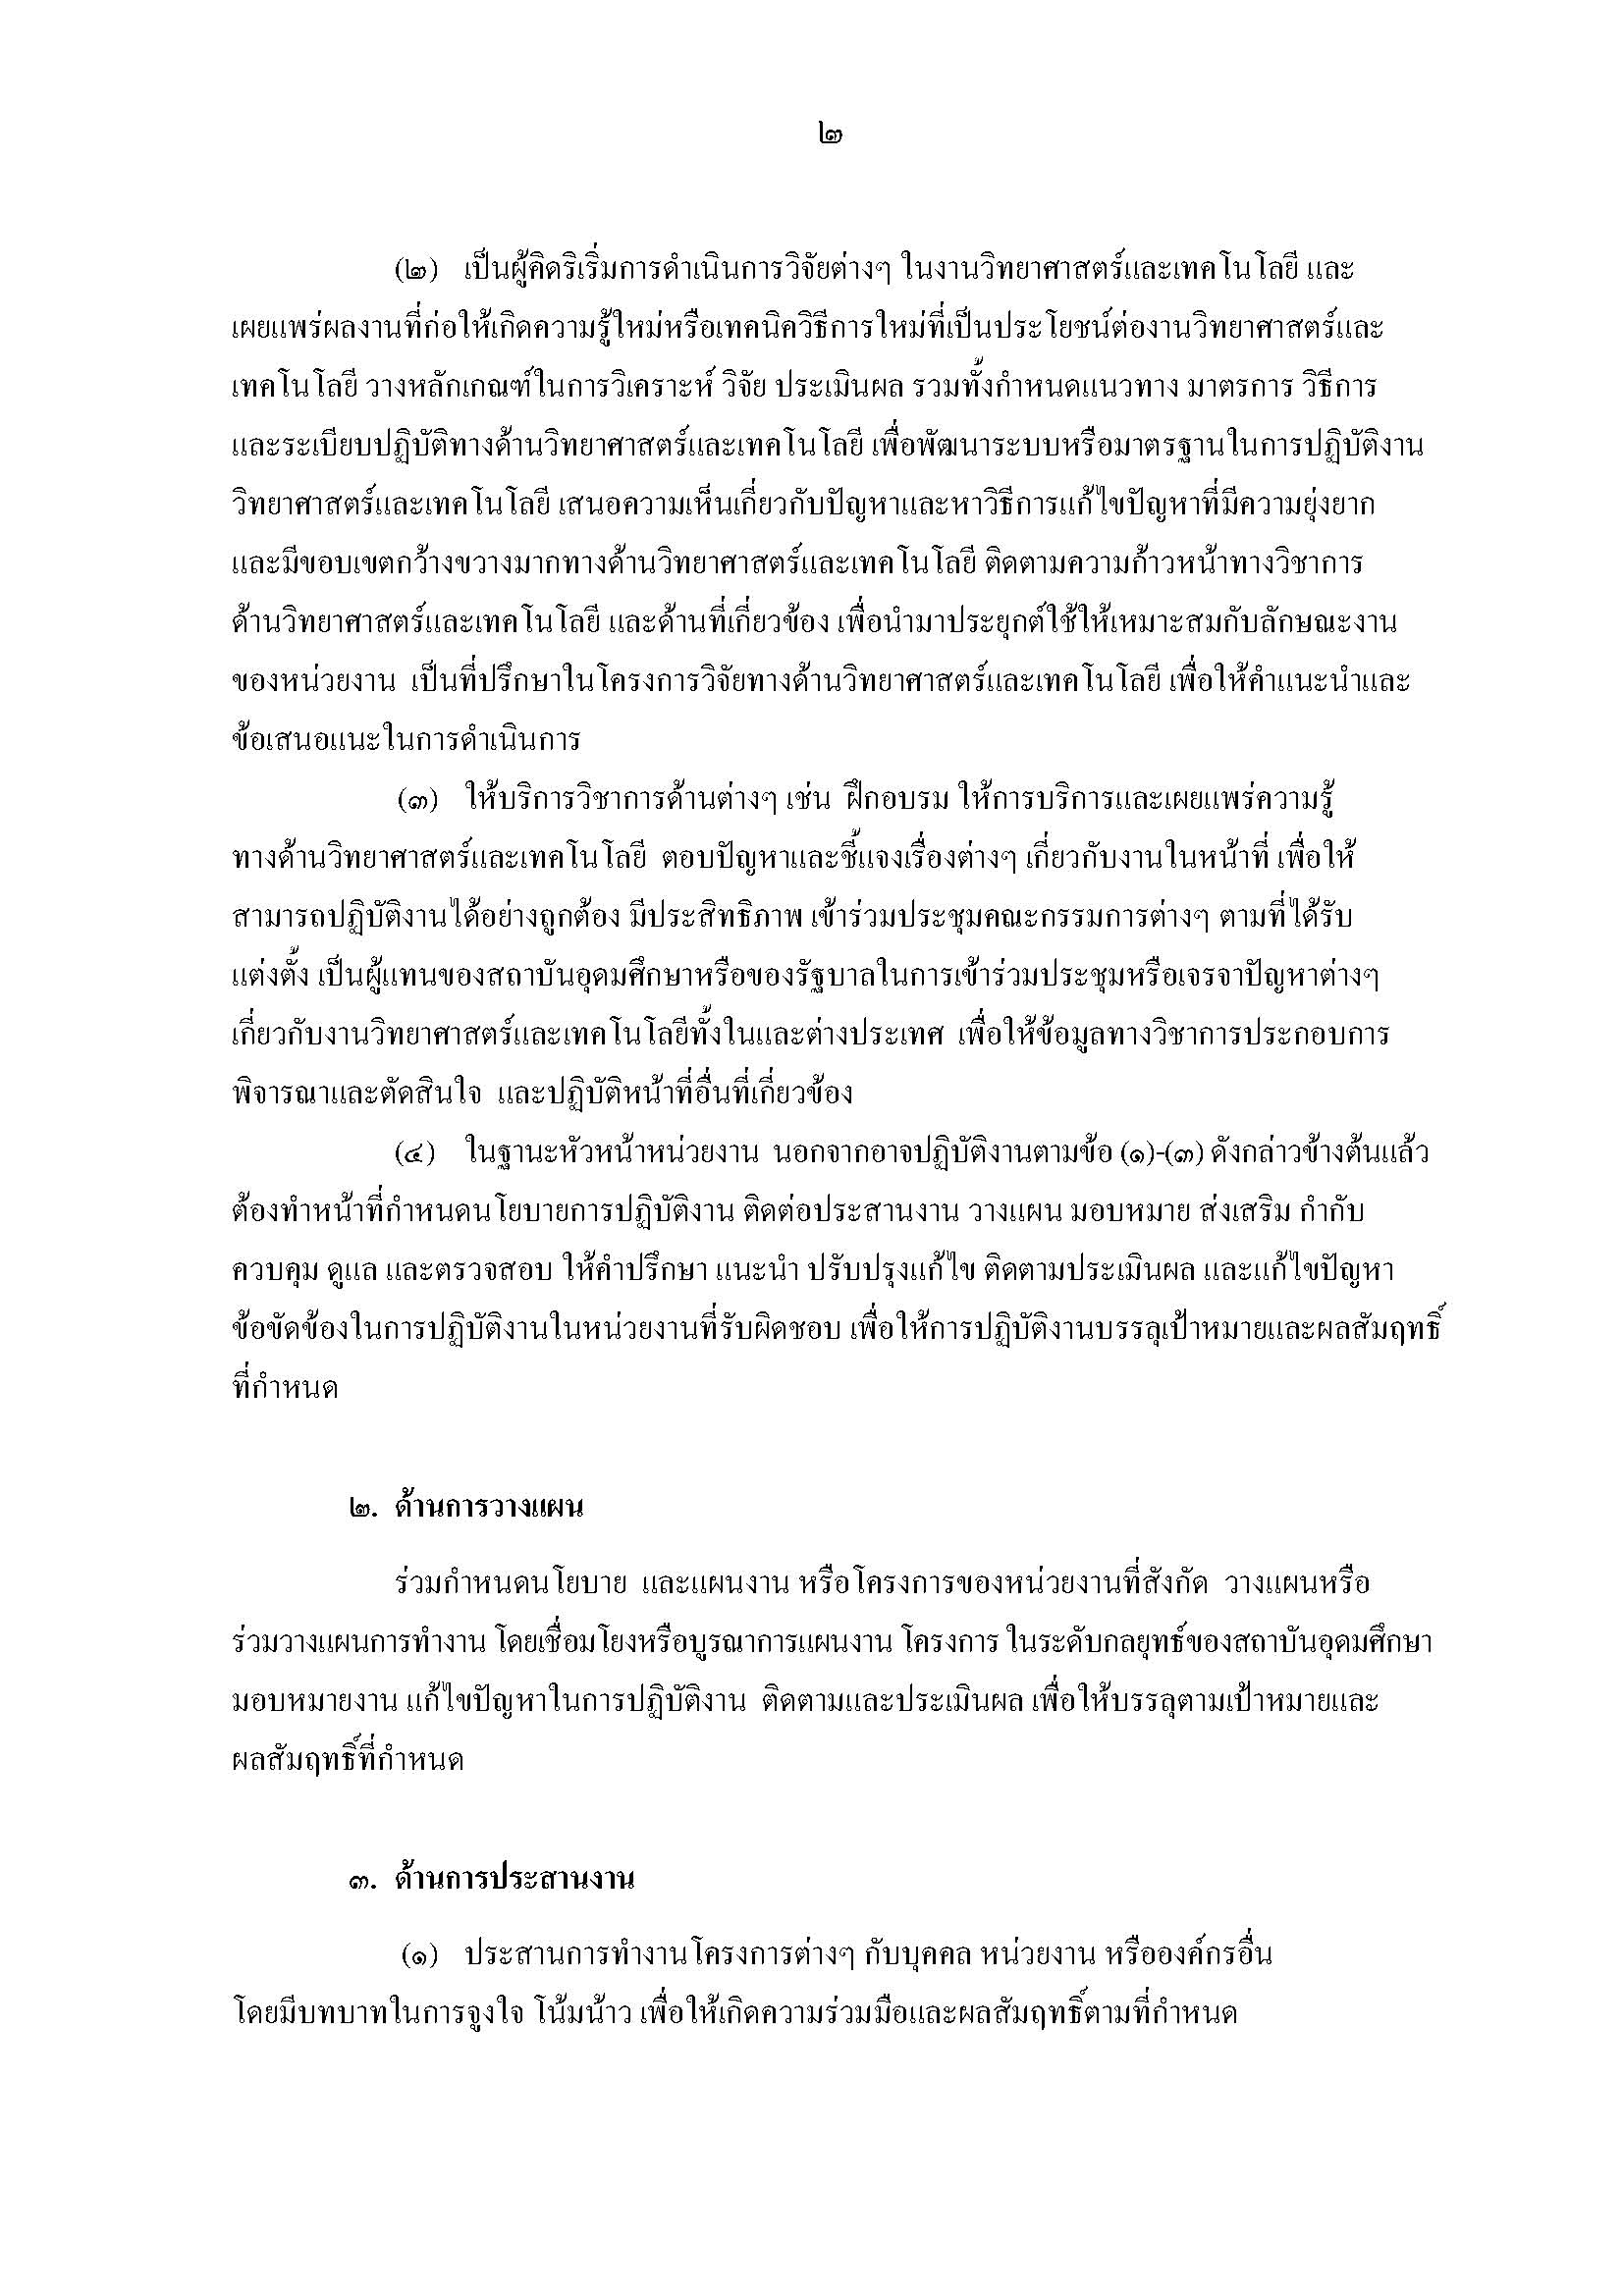 ๒
(๒) เป็นผู้คิดริเริ่มการดำเนินการวิจัยต่างๆ ในงานวิทยาศาสตร์และเทคโนโลยี และ
เผยแพร่ผลงานที่ก่อให้เกิดความรู้ใหม่หรือเทคนิควิธีการใหม่ที่เป็นประโยชน์ต่องานวิทยาศาสตร์และ
เทคโนโลยี วางหลักเกณฑ์ในการวิเคราะห์ วิจัย ประเมินผล รวมทั้งกำหนดแนวทาง มาตรการ วิธีการ
และระเบียบปฏิบัติทางด้านวิทยาศาสตร์และเทคโนโลยี เพื่อพัฒนาระบบหรือมาตรฐานในการปฏิบัติงาน
วิทยาศาสตร์และเทคโนโลยี เสนอความเห็นเกี่ยวกับปัญหาและหาวิธีการแก้ไขปัญหาที่มีความยุ่งยาก
และมีขอบเขตกว้างขวางมากทางด้านวิทยาศาสตร์และเทคโนโลยี ติดตามความก้าวหน้าทางวิชาการ
ด้านวิทยาศาสตร์และเทคโนโลยี และด้านที่เกี่ยวข้อง เพื่อนำมาประยุกต์ใช้ให้เหมาะสมกับลักษณะงาน
ของหน่วยงาน เป็นที่ปรึกษาในโครงการวิจัยทางด้านวิทยาศาสตร์และเทคโนโลยี เพื่อให้คำแนะนำและ
ข้อเสนอแนะในการดำเนินการ
(๓) ให้บริการวิชาการด้านต่างๆ เช่น ฝึกอบรม ให้การบริการและเผยแพร่ความรู้
ทางด้านวิทยาศาสตร์และเทคโนโลยี ตอบปัญหาและชี้แจงเรื่องต่างๆ เกี่ยวกับงานในหน้าที่ เพื่อให้
สามารถปฏิบัติงานได้อย่างถูกต้อง มีประสิทธิภาพ เข้าร่วมประชุมคณะกรรมการต่างๆ ตามที่ได้รับ
แต่งตั้ง เป็นผู้แทนของสถาบันอุดมศึกษาหรือของรัฐบาลในการเข้าร่วมประชุมหรือเจรจาปัญหาต่างๆ
เกี่ยวกับงานวิทยาศาสตร์และเทคโนโลยีทั้งในและต่างประเทศ เพื่อให้ข้อมูลทางวิชาการประกอบการ
พิจารณาและตัดสินใจ และปฏิบัติหน้าที่อื่นที่เกี่ยวข้อง
(๔) ในฐานะหัวหน้าหน่วยงาน นอกจากอาจปฏิบัติงานตามข้อ (๑)-(๓) ดังกล่าวข้างต้นแล้ว
ต้องทำหน้าที่กำหนดนโยบายการปฏิบัติงาน ติดต่อประสานงาน วางแผน มอบหมาย ส่งเสริม กำกับ
ควบคุม ดูแล และตรวจสอบ ให้คำปรึกษา แนะนำ ปรับปรุงแก้ไข ติดตามประเมินผล และแก้ไขปัญหา
ข้อขัดข้องในการปฏิบัติงานในหน่วยงานที่รับผิดชอบ เพื่อให้การปฏิบัติงานบรรลุเป้าหมายและผลสัมฤทธิ์
ที่กำหนด
๒. ด้านการวางแผน
ร่วมกำหนดนโยบาย และแผนงาน หรือโครงการของหน่วยงานที่สังกัด วางแผนหรือ
ร่วมวางแผนการทำงาน โดยเชื่อมโยงหรือบูรณาการแผนงาน โครงการ ในระดับกลยุทธ์ของสถาบันอุดมศึกษา
มอบหมายงาน แก้ไขปัญหาในการปฏิบัติงาน ติดตามและประเมินผล เพื่อให้บรรลุตามเป้าหมายและ
ผลสัมฤทธิ์ที่กำหนด
๓. ด้านการประสานงาน
(๑) ประสานการทำงานโครงการต่างๆ กับบุคคล หน่วยงาน หรือองค์กรอื่น
โดยมีบทบาทในการจูงใจ โน้มน้าว เพื่อให้เกิดความร่วมมือและผลสัมฤทธิ์ตามที่กำหนด